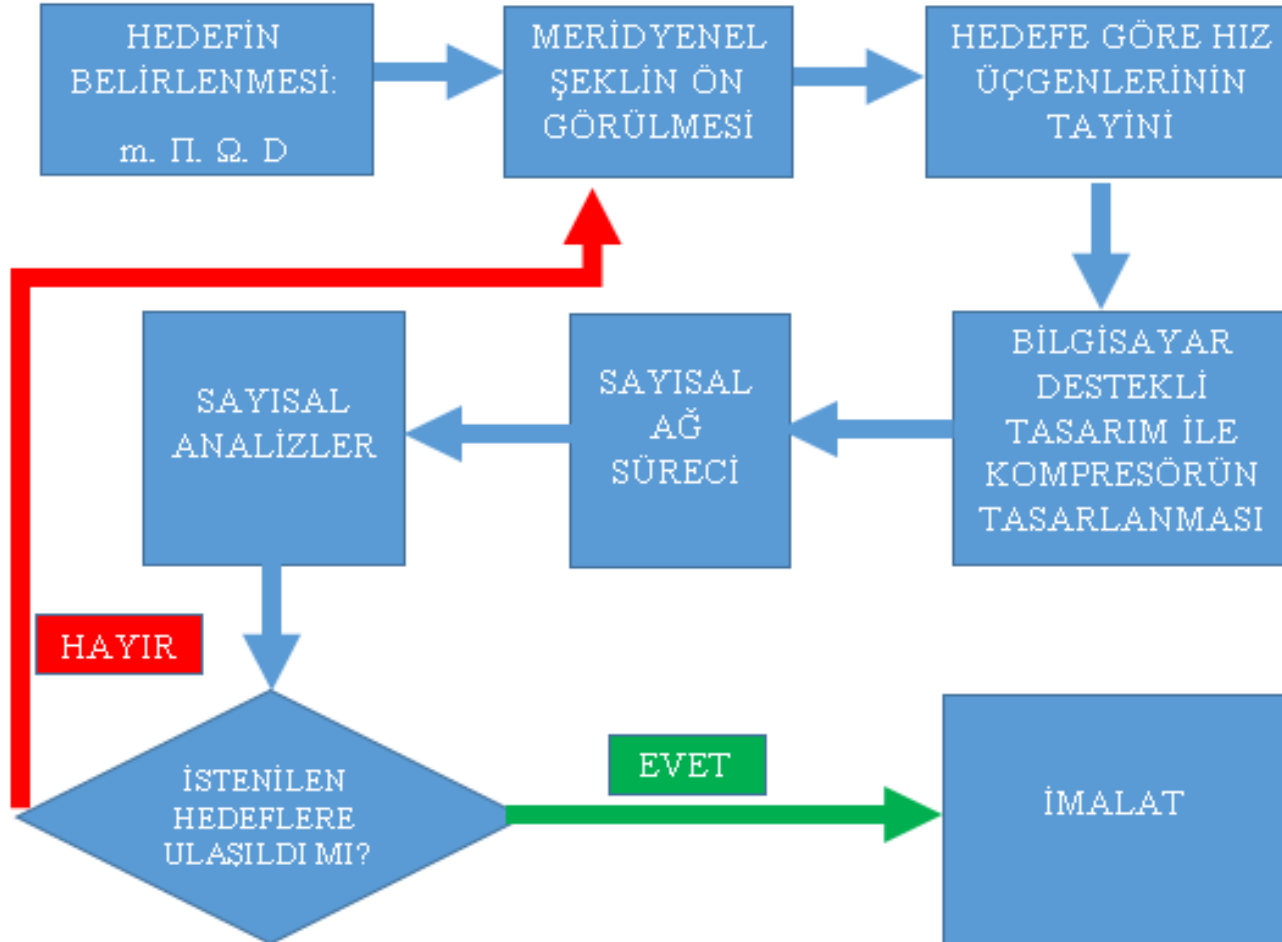 HEDEFİN
BELİRLENMESİ:
m. Π. Ω. D
MERİDYENEL
ŞEKLİN ÖN
GÖRÜLMESİ
HEDEFE GÖRE HIZ
ÜÇGENLERİNİN
TAYİNİ
BİLGİSAYAR
DESTEKLİ
TASARIM İLE
KOMPRESÖRÜN
TASARLANMASI
SAYISAL
AĞ
SÜRECİ
SAYISAL
ANALİZLER
HAYIR
İSTENİLEN
HEDEFLERE
ULAŞILDI MI?
EVET
İMALAT